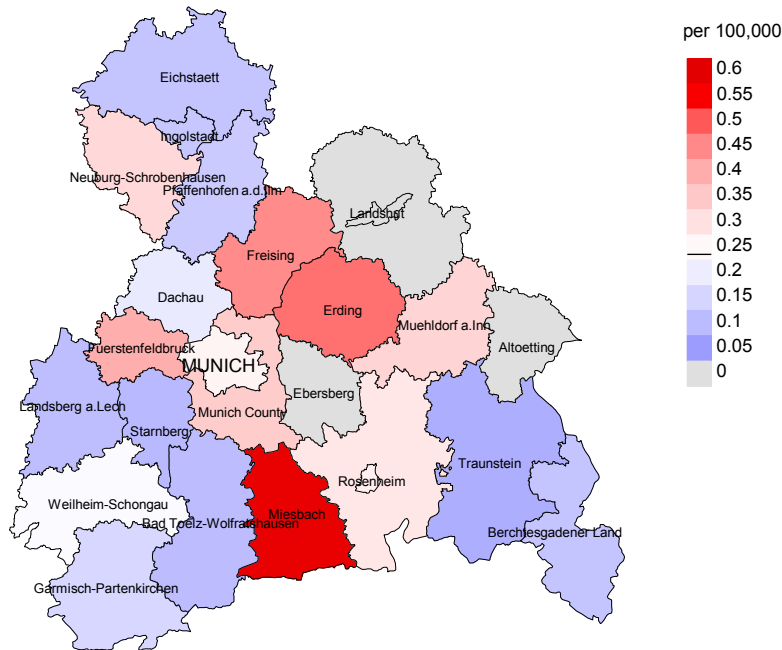 per 100,000
0.6
0.55
0.5
0.45
0.4
0.35
0.3
0.25
0.2
0.15
0.1
0.05
0
Eichstaett
Ingolstadt
Neuburg-Schrobenhausen
Pfaffenhofen a.d.Ilm
Landshut
Freising
Dachau
Erding
Muehldorf a.Inn
Fuerstenfeldbruck
Altoetting
MUNICH
Ebersberg
Landsberg a.Lech
Munich County
Starnberg
Traunstein
Rosenheim
Weilheim-Schongau
Miesbach
Bad Toelz-Wolfratshausen
Berchtesgadener Land
Garmisch-Partenkirchen